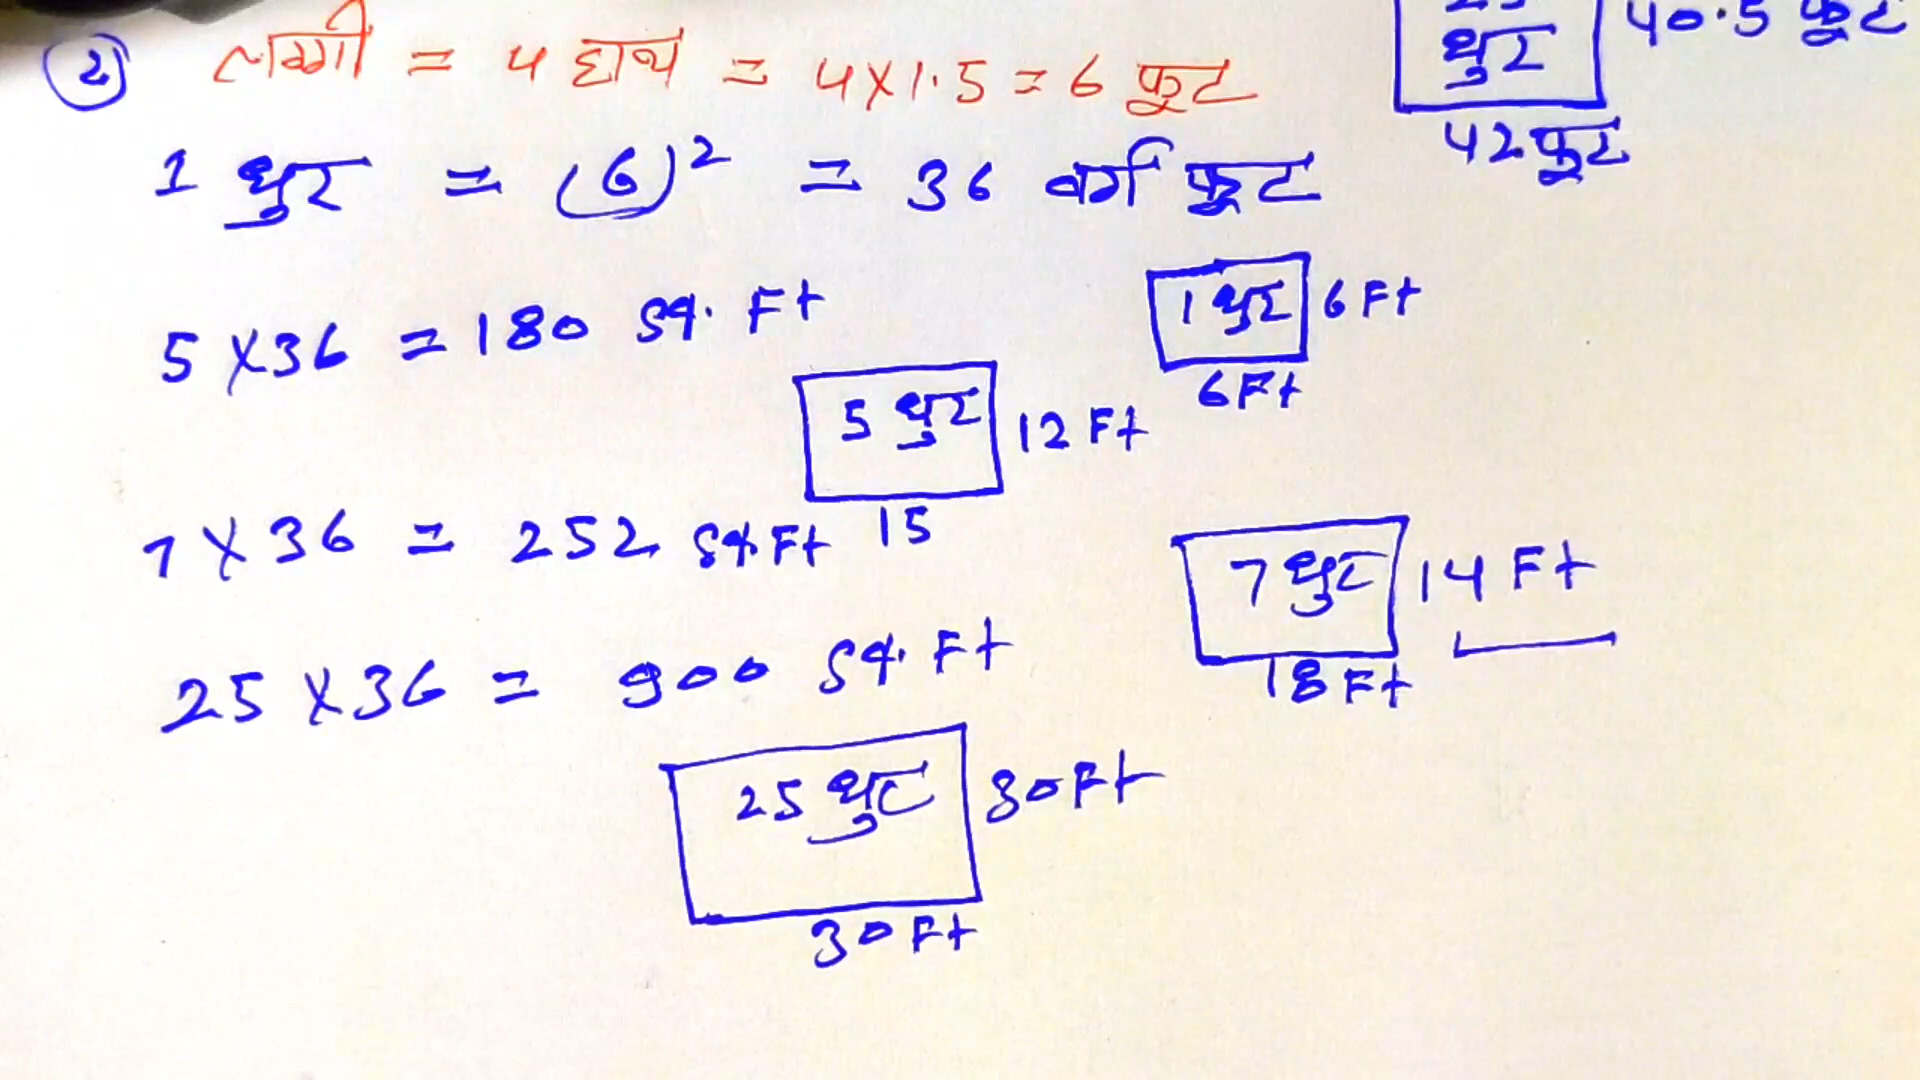 2) लग्गी = 4 हाथ = 4×1.5 = 6 फूट
धुर
40.5 फूट
42 फूट
1 धुर = (6)² = 36 वर्ग फूट
5 × 36 = 180 Sq. Ft
1 धुर 6 Ft
6 Ft
5 धुर 12 Ft
15
7 × 36 = 252 Sq. Ft
7 धुर 14 Ft
18 Ft
25 × 36 = 900 Sq. Ft
25 धुर 30 Ft
30 Ft